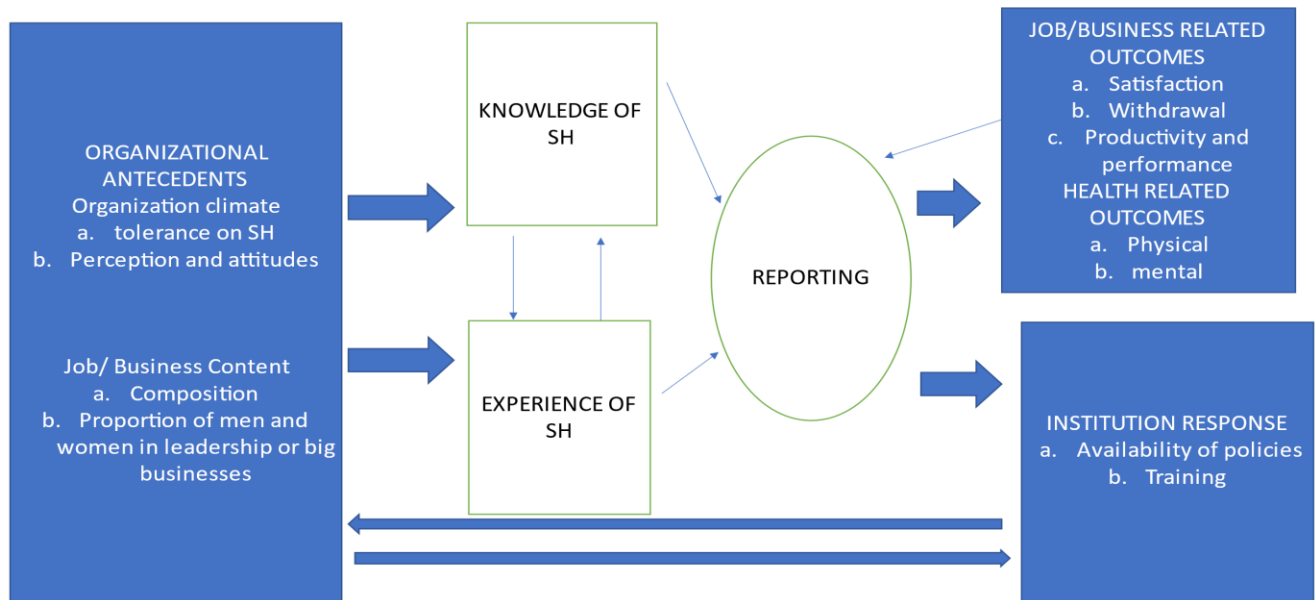 ORGANIZATIONAL
ANTECEDENTS
Organization climate
a. tolerance on SH
b. Perception and attitudes
Job/ Business Content
a. Composition
b. Proportion of men and
women in leadership or big
businesses
KNOWLEDGE OF
SH
EXPERIENCE OF
SH
REPORTING
JOB/BUSINESS RELATED
OUTCOMES
a. Satisfaction
b. Withdrawal
c. Productivity and
performance
HEALTH RELATED
OUTCOMES
a. Physical
b. mental
INSTITUTION RESPONSE
a. Availability of policies
b. Training